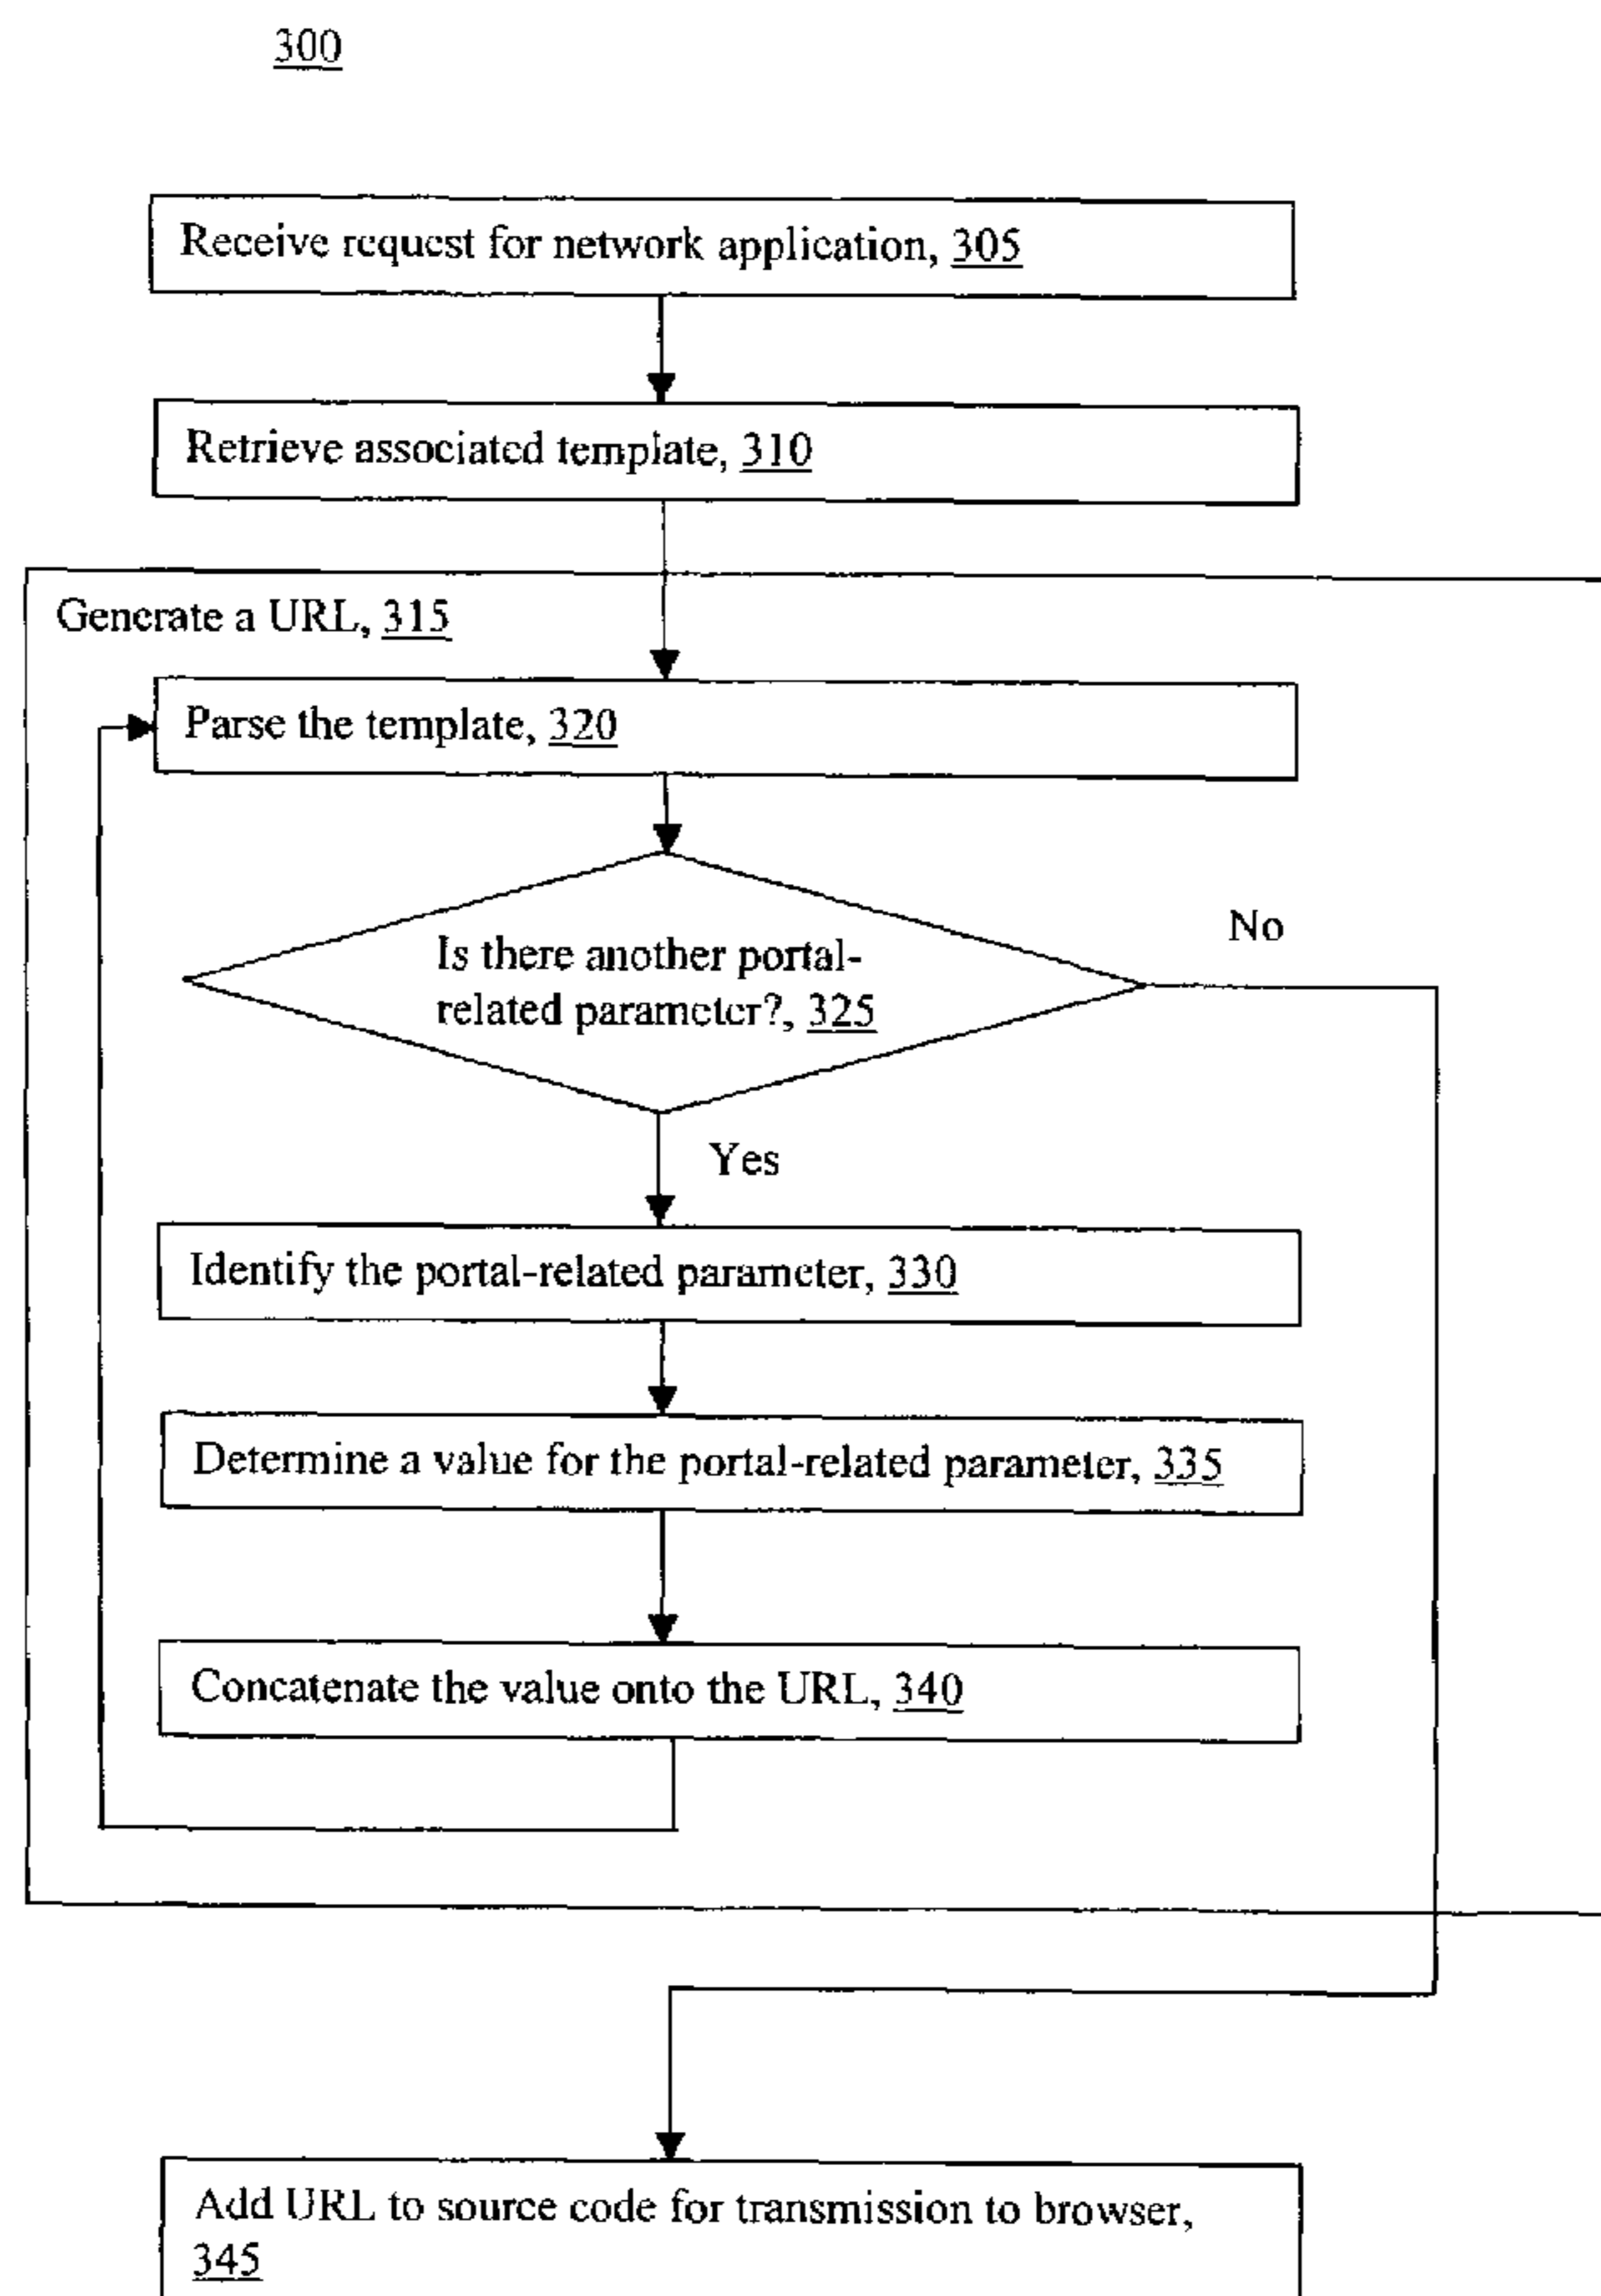 300
Receive request for network application, 305
Retrieve associated template, 310
Generate a URL, 315
Parse the template, 320
Is there another portal-
related parameter?, 325
No
Yes
Identify the portal-related parameter, 330
Determine a value for the portal-related parameter, 335
Concatenate the value onto the URL, 340
Add URL to source code for transmission to browser,
345